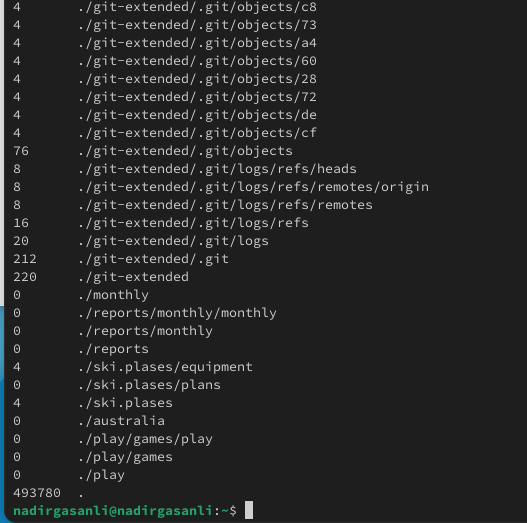 4 ./git-extended/.git/objects/c8
4 ./git-extended/.git/objects/73
4 ./git-extended/.git/objects/a4
4 ./git-extended/.git/objects/60
4 ./git-extended/.git/objects/28
4 ./git-extended/.git/objects/72
4 ./git-extended/.git/objects/de
4 ./git-extended/.git/objects/cf
76 ./git-extended/.git/objects
8 ./git-extended/.git/logs/refs/heads
8 ./git-extended/.git/logs/refs/remotes/origin
8 ./git-extended/.git/logs/refs/remotes
16 ./git-extended/.git/logs/refs
20 ./git-extended/.git/logs
212 ./git-extended/.git
220 ./git-extended
0 ./monthly
0 ./reports/monthly/monthly
0 ./reports/monthly
0 ./reports
4 ./ski.plases/equipment
0 ./ski.plases/plans
4 ./ski.plases
0 ./australia
0 ./play/games/play
0 ./play/games
0 ./play
493780 .
nadirgasanli@nadirgasanli:~$